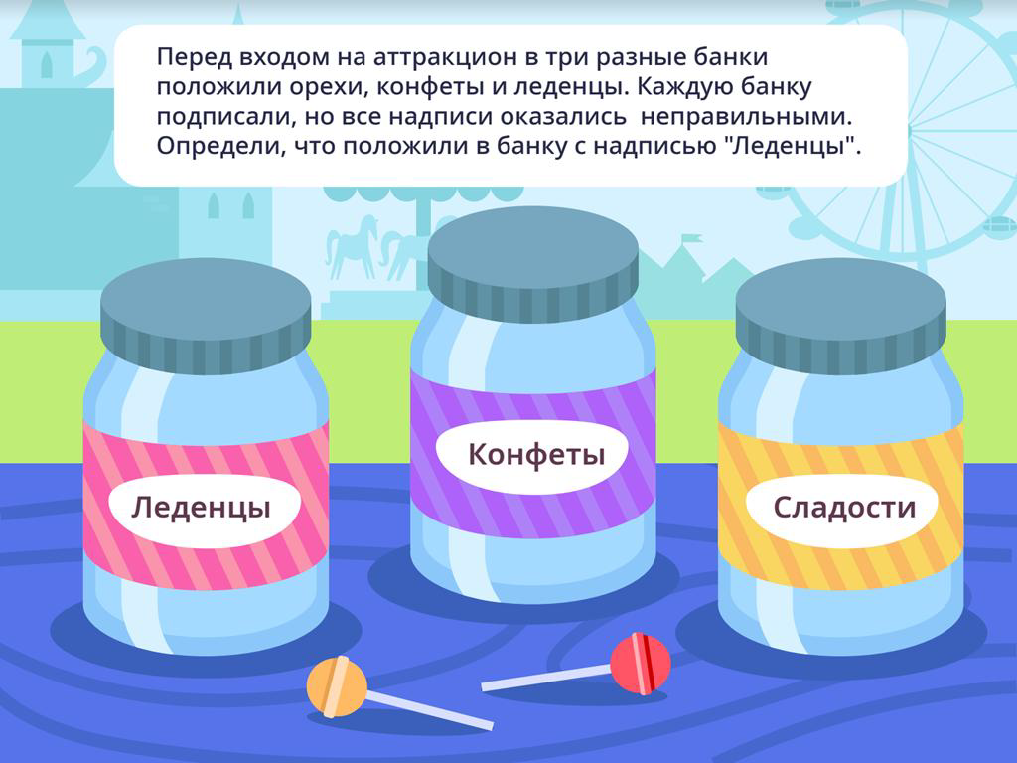 Перед входом на аттракцион в три разные банки
положили орехи, конфеты и леденцы. Каждую банку
подписали, но все надписи оказались неправильными.
Определи, что положили в банку с надписью "Леденцы".
Конфеты
Леденцы
Сладости